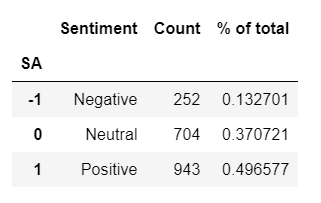 Sentiment Count % of total
SA
-1 Negative 252 0.132701
0 Neutral 704 0.370721
1 Positive 943 0.496577